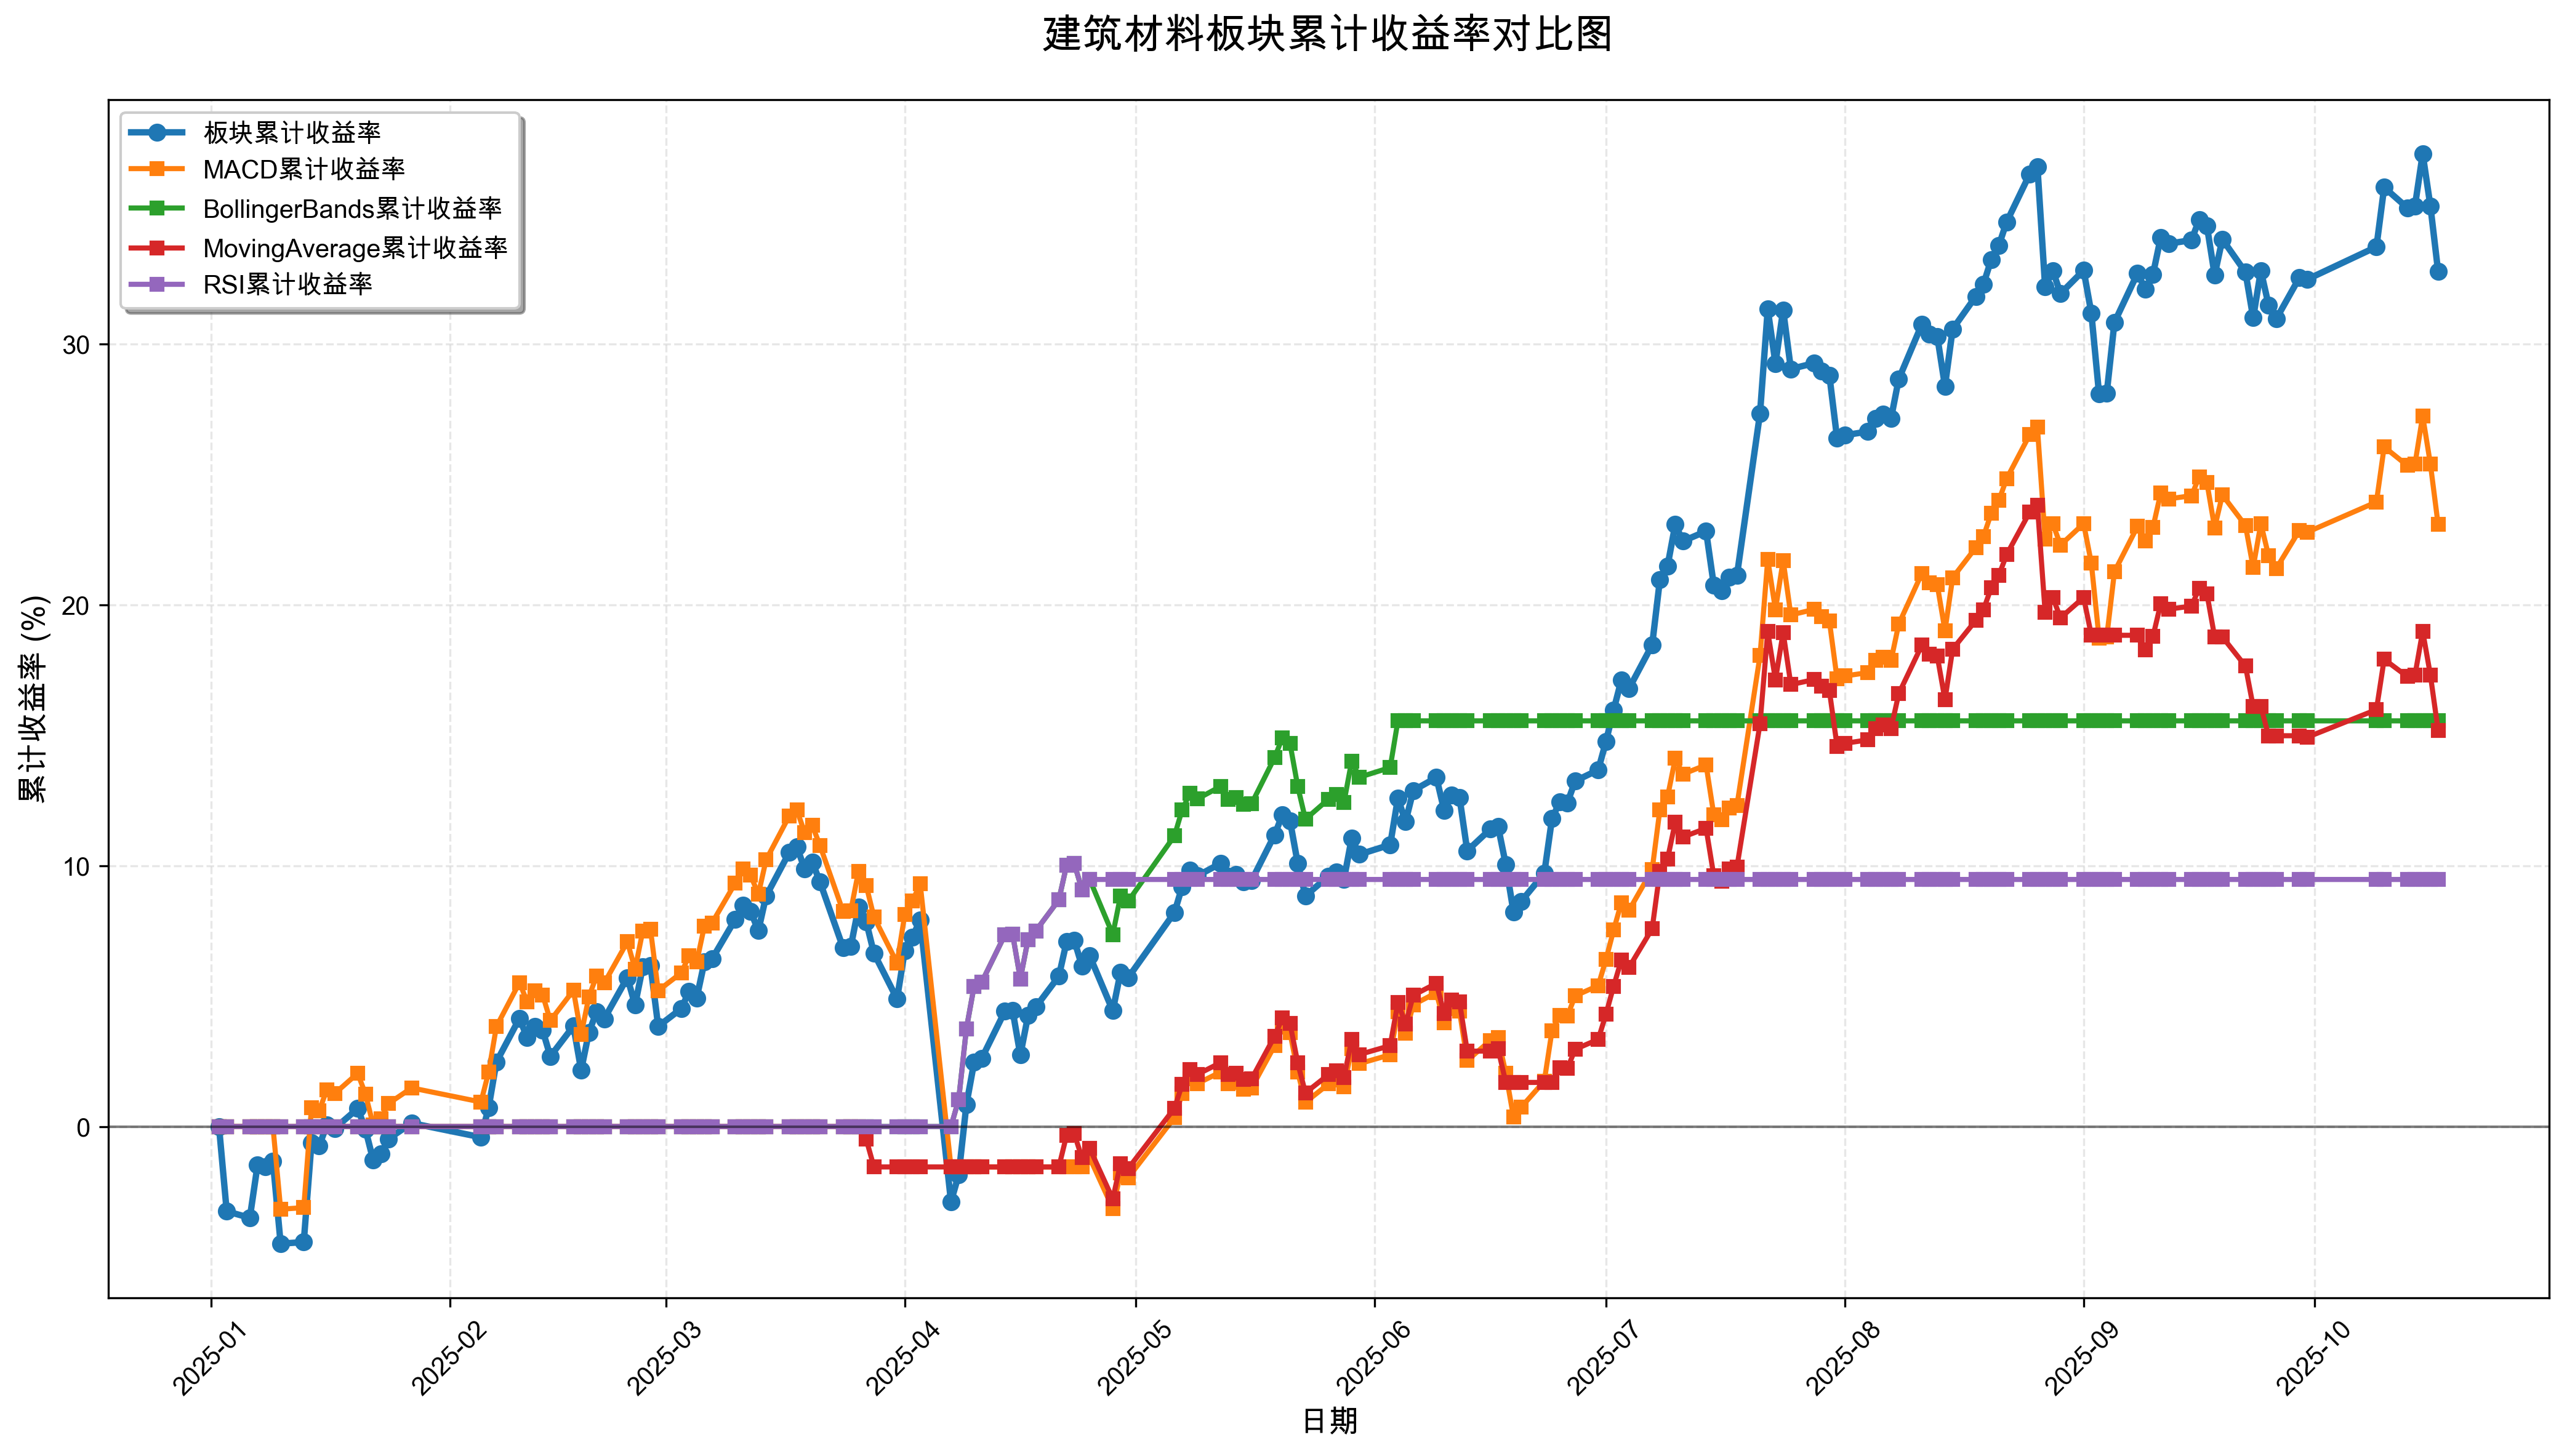 建筑材料板块累计收益率对比图
板块累计收益率
MACD累计收益率
BollingerBands累计收益率
MovingAverage累计收益率
RSI累计收益率
累计收益率 (%)
30
20
10
0
2025-01
2025-02
2025-03
2025-04
2025-05
2025-06
2025-07
2025-08
2025-09
2025-10
日期